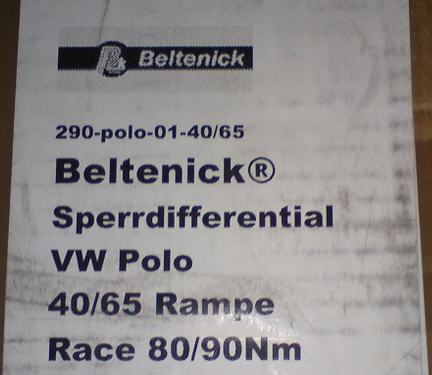 Beltenick
290-polo-01-40/65
Beltenick®
Sperrdifferential
VW Polo
40/65 Rampe
Race 80/90Nm